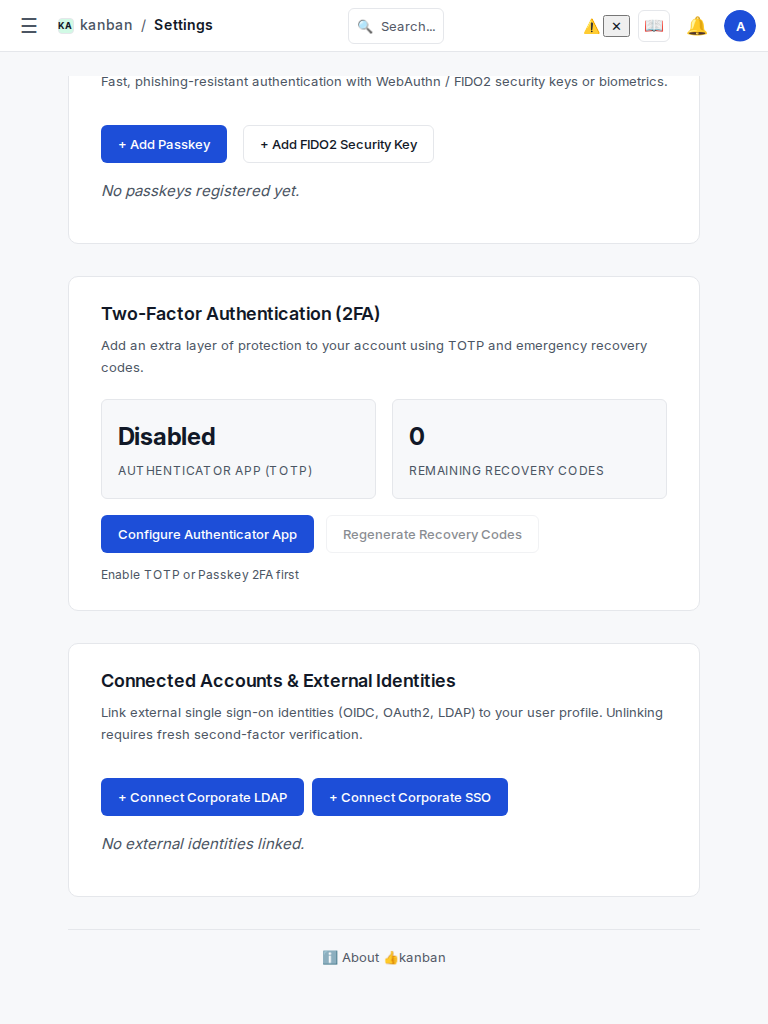 ☰ KA kanban / Settings 🔍 Search... ⚠️ ✕ 📖 🔔 A
Fast, phishing-resistant authentication with WebAuthn / FIDO2 security keys or biometrics.
+ Add Passkey + Add FIDO2 Security Key
No passkeys registered yet.
Two-Factor Authentication (2FA)
Add an extra layer of protection to your account using TOTP and emergency recovery
codes.
Disabled 0
AUTHENTICATOR APP (TOTP) REMAINING RECOVERY CODES
Configure Authenticator App Regenerate Recovery Codes
Enable TOTP or Passkey 2FA first
Connected Accounts & External Identities
Link external single sign-on identities (OIDC, OAuth2, LDAP) to your user profile. Unlinking
requires fresh second-factor verification.
+ Connect Corporate LDAP + Connect Corporate SSO
No external identities linked.
ℹ️ About 👍kanban